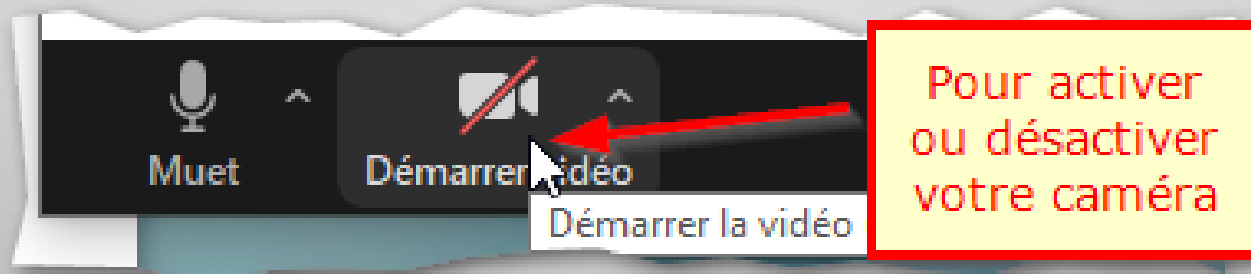 Muet
Démarrer vidéo
Démarrer la vidéo
Pour activer
ou désactiver
votre caméra